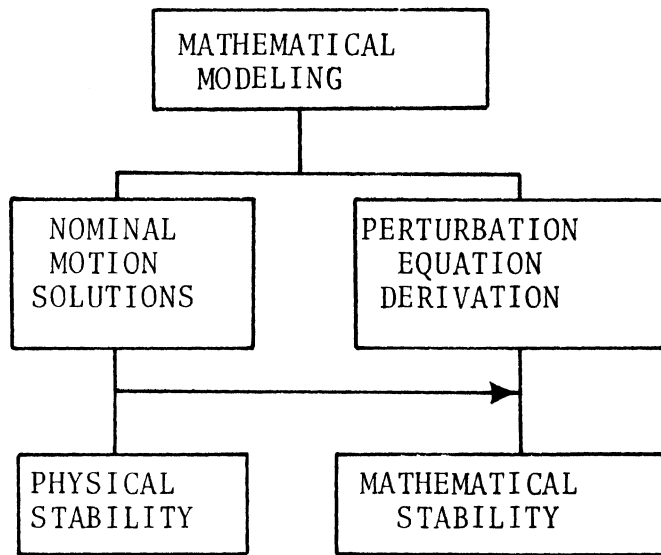 MATHEMATICAL
MODELING
NOMINAL
MOTION
SOLUTIONS
PERTURBATION
EQUATION
DERIVATION
PHYSICAL
STABILITY
MATHEMATICAL
STABILITY